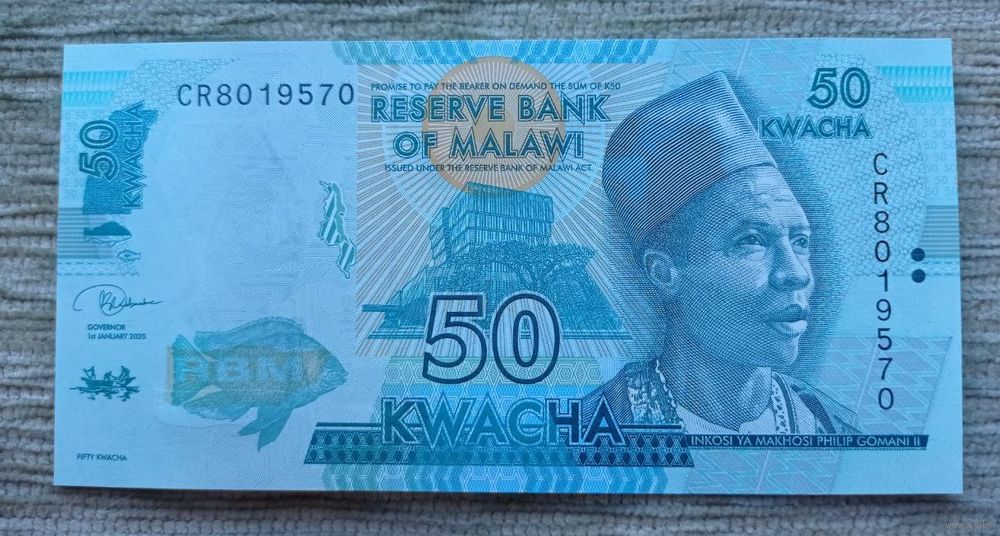 CR8019570
PROMISE TO PAY THE BEARER ON DEMAND THE SUM OF K50
RESERVE BANK
OF MALAWI
ISSUED UNDER THE RESERVE BANK OF MALAWI ACT.
50
KWACHA
50
KWACHA
CR8019570
GOVERNOR
1st JANUARY 2020
RBM
50
KWACHA
INKOSI YA MAKHOSI PHILIP GOMANI II
FIFTY KWACHA